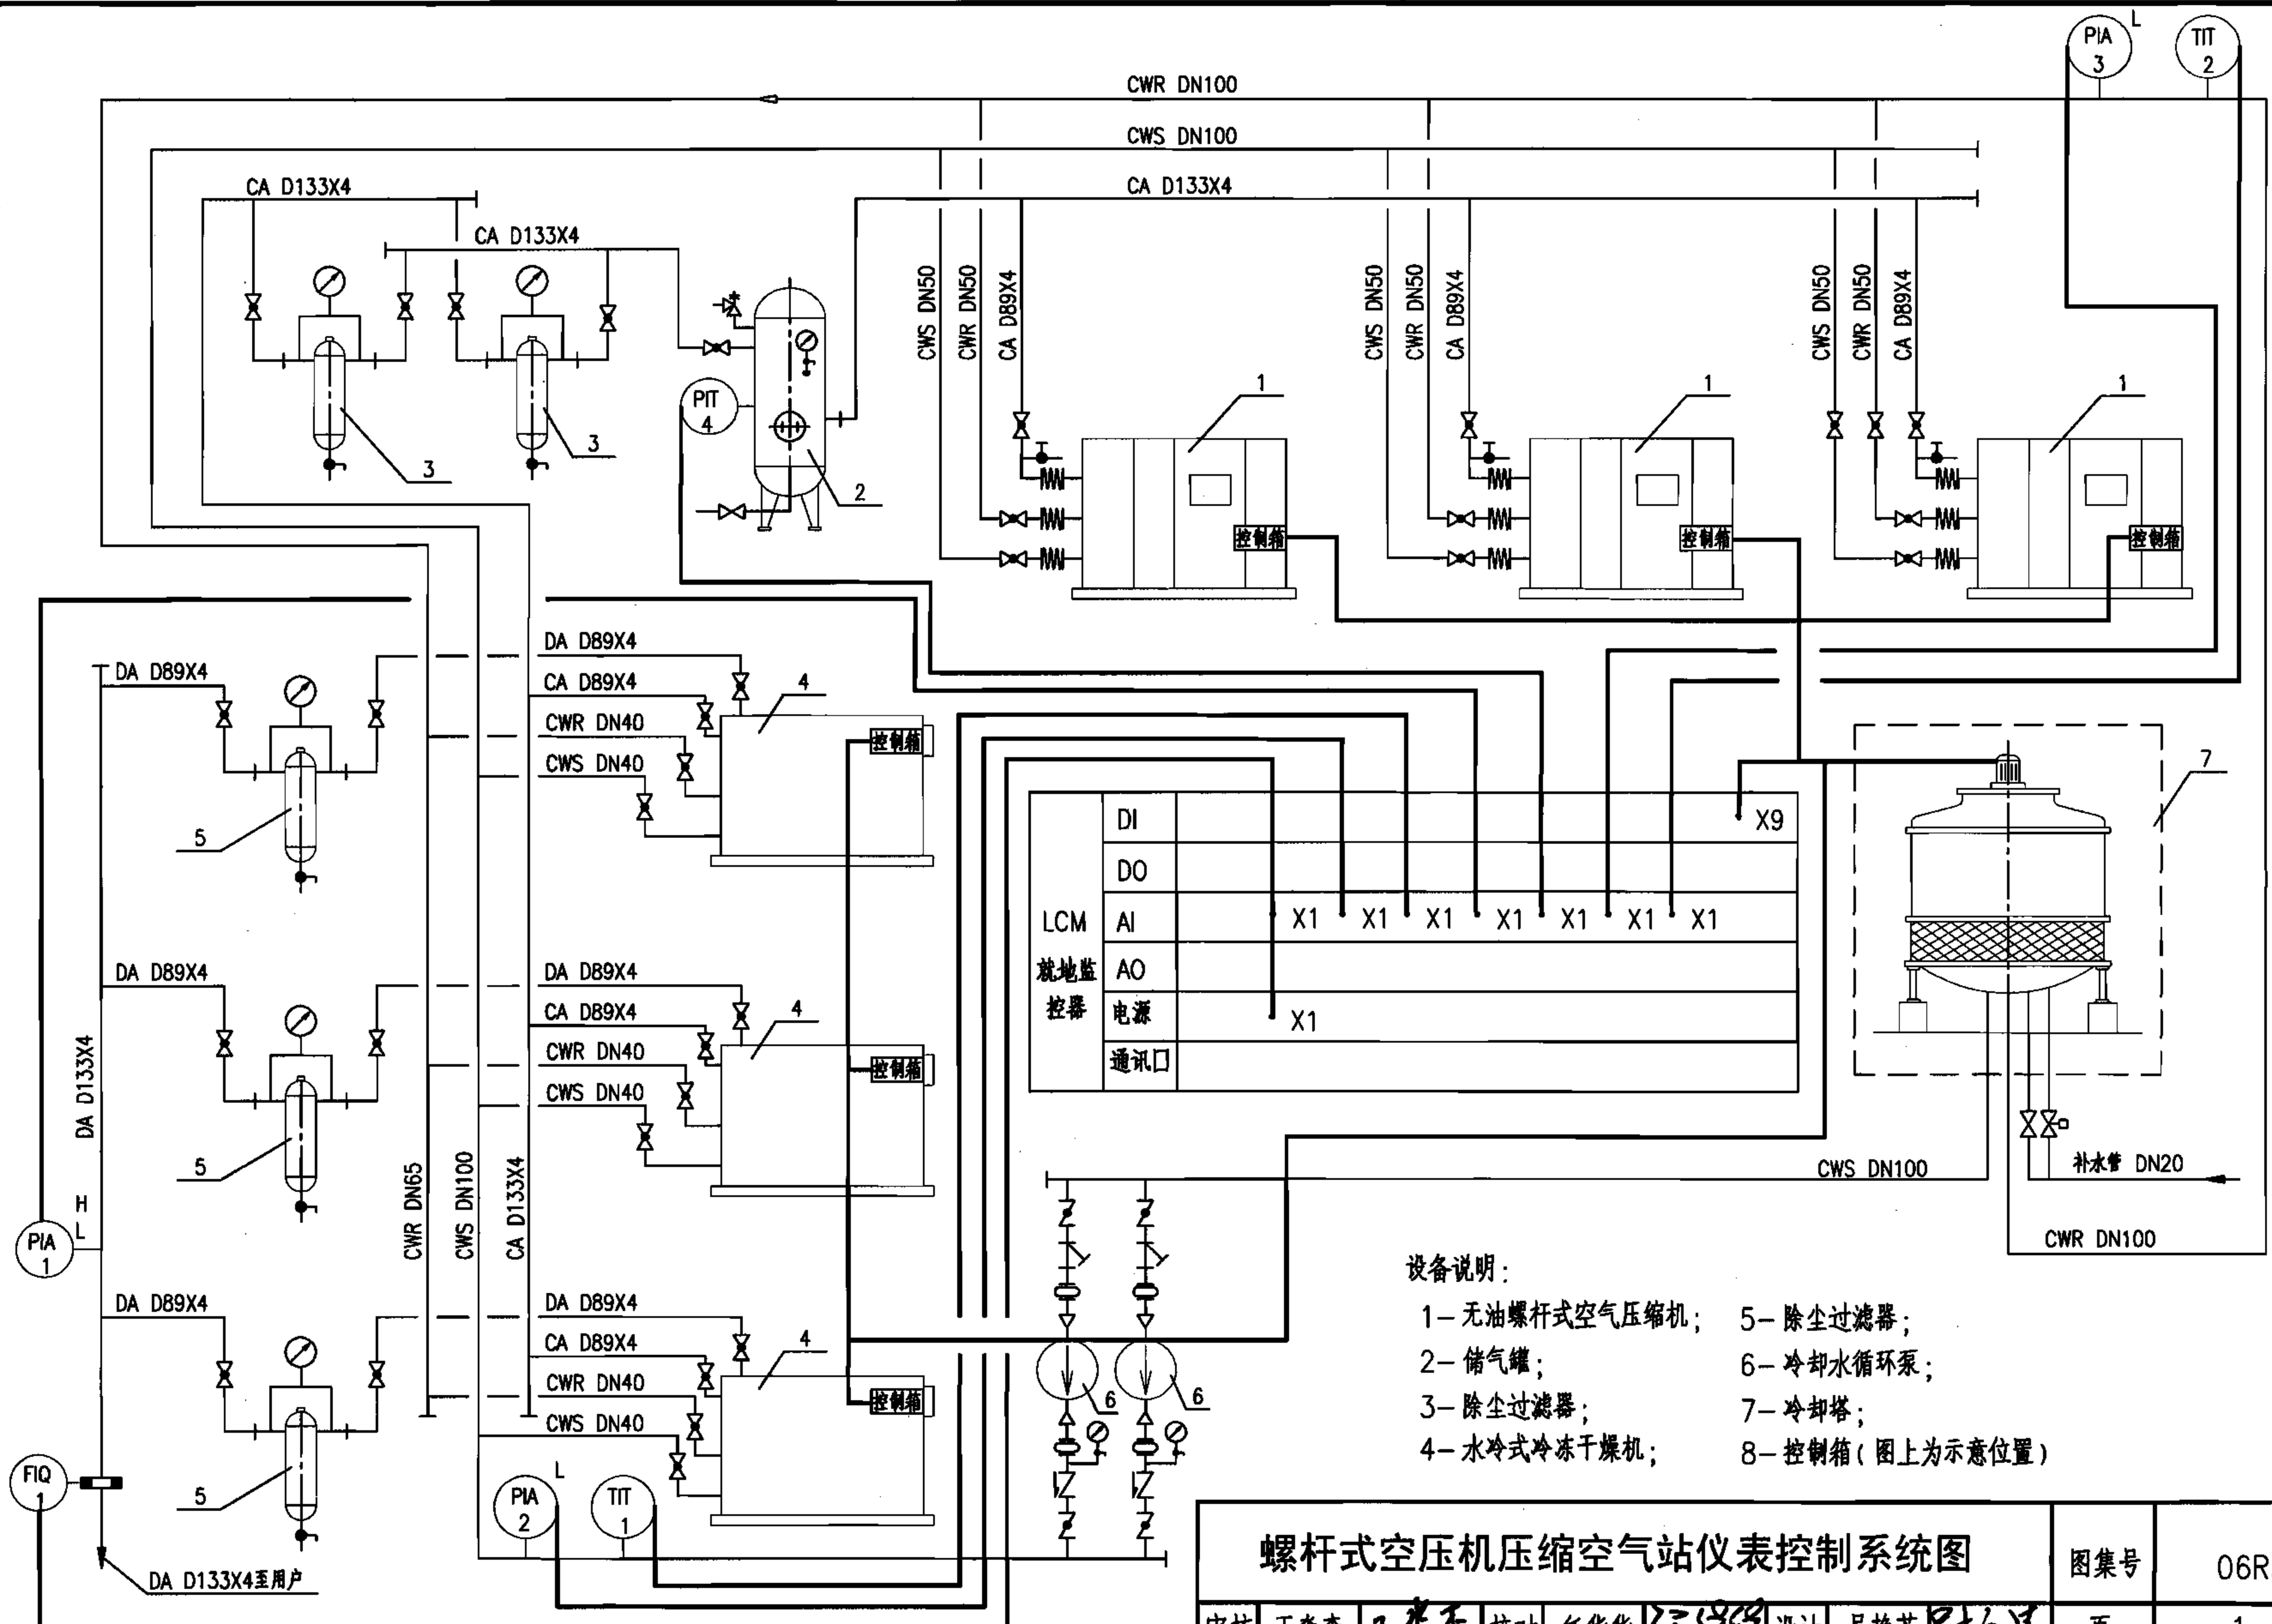 PIA 3
L
TIT 2
CWR DN100
CWS DN100
CA D133X4
CA D133X4
CA D133X4
CWS DN50
CWR DN50
CA D89X4
CWS DN50
CWR DN50
CA D89X4
CWS DN50
CWR DN50
CA D89X4
PIT 4
1
1
1
3
3
2
控制箱
控制箱
控制箱
DA D89X4
DA D89X4
CA D89X4
CWR DN40
CWS DN40
4
控制箱
5
7
LCM
就地监
控器
DI
X9
DO
AI
X1 X1 X1 X1 X1 X1 X1
AO
电源
X1
通讯口
DA D89X4
DA D89X4
CA D89X4
CWR DN40
CWS DN40
4
控制箱
5
DA D133X4
CWR DN65
CWS DN100
CA D133X4
H
L
PIA 1
CWS DN100
补水管 DN20
CWR DN100
DA D89X4
DA D89X4
CA D89X4
CWR DN40
CWS DN40
4
控制箱
5
6
6
FIQ 1
PIA 2
L
TIT 1
DA D133X4至用户
设备说明:
1-无油螺杆式空气压缩机;
2-储气罐;
3-除尘过滤器;
4-水冷式冷冻干燥机;
5-除尘过滤器;
6-冷却水循环泵;
7-冷却塔;
8-控制箱(图上为示意位置)
螺杆式空压机压缩空气站仪表控制系统图
图集号
06R